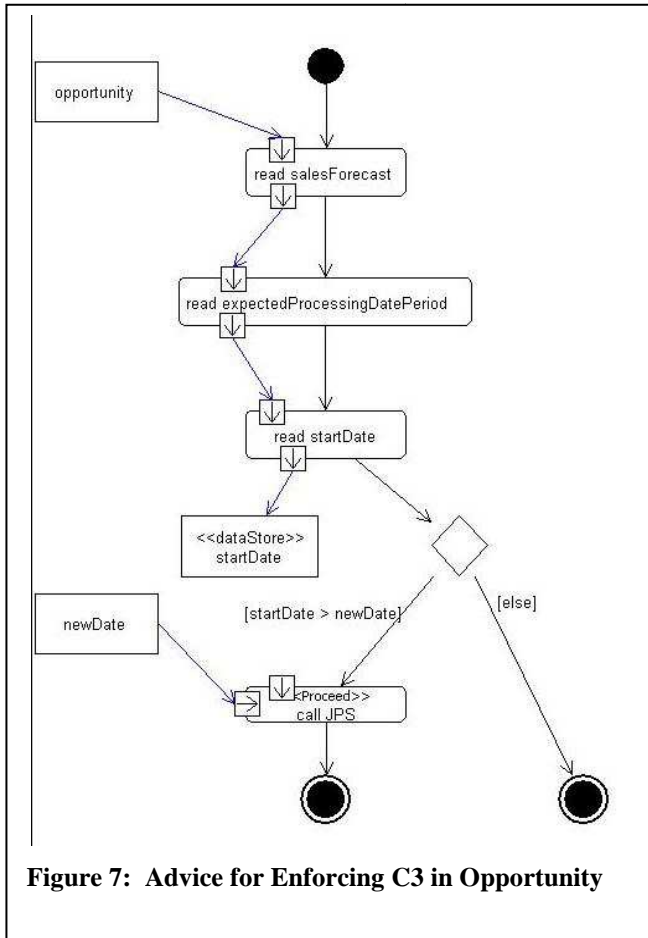 opportunity
read salesForecast
read expectedProcessingDatePeriod
read startDate
<<dataStore>>
startDate
[startDate > newDate]
[else]
newDate
<Proceed>>
call JPS
Figure 7: Advice for Enforcing C3 in Opportunity